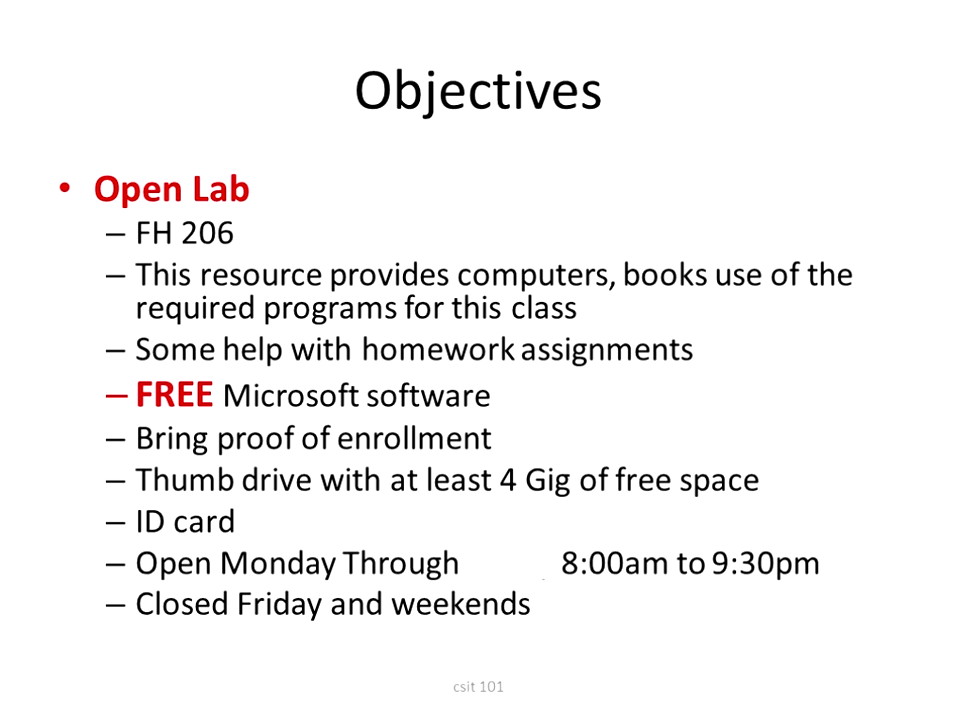 Objectives
• Open Lab
– FH 206
– This resource provides computers, books use of the
required programs for this class
– Some help with homework assignments
– FREE Microsoft software
– Bring proof of enrollment
– Thumb drive with at least 4 Gig of free space
– ID card
– Open Monday Through 8:00am to 9:30pm
– Closed Friday and weekends
csit 101